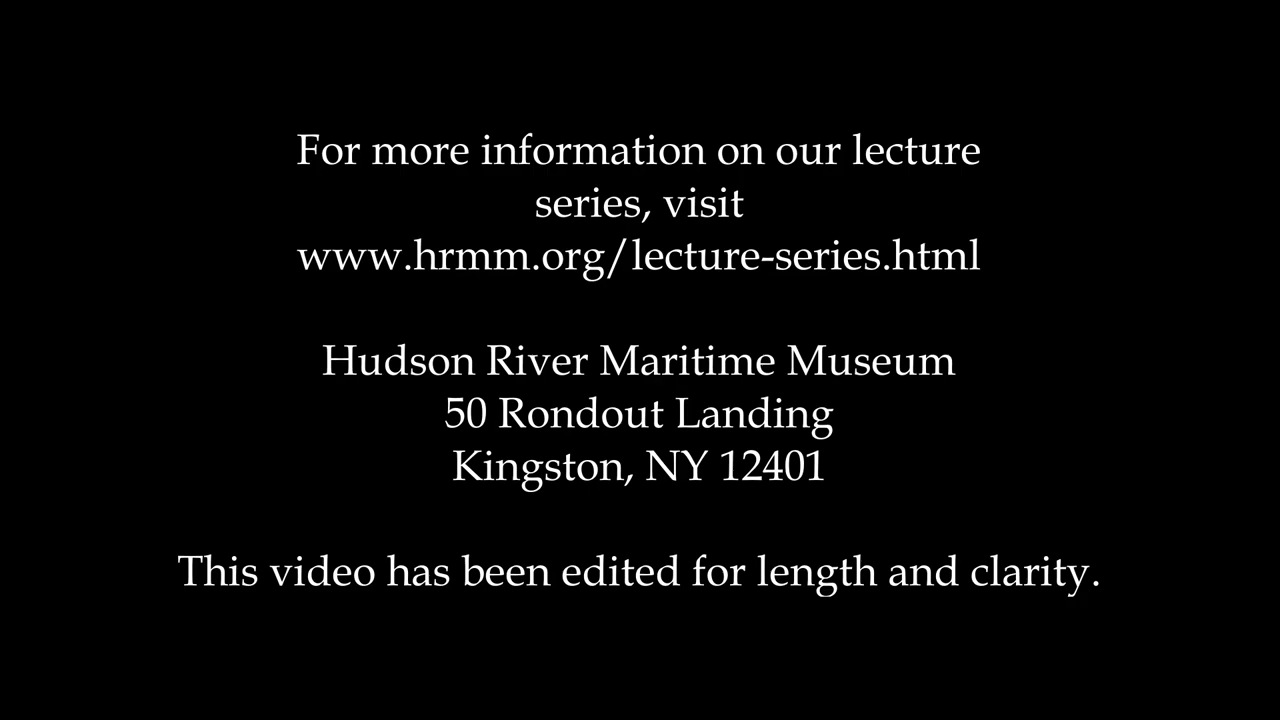 For more information on our lecture
series, visit
www.hrmm.org/lecture-series.html
Hudson River Maritime Museum
50 Rondout Landing
Kingston, NY 12401
This video has been edited for length and clarity.